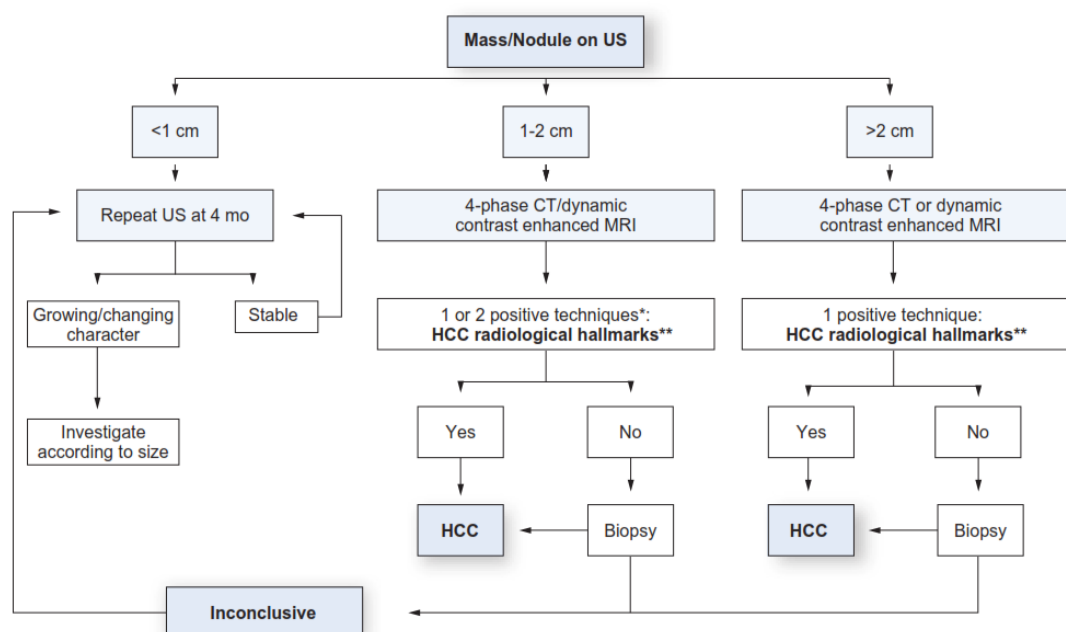 Mass/Nodule on US
<1 cm
1-2 cm
>2 cm
Repeat US at 4 mo
4-phase CT/dynamic
contrast enhanced MRI
4-phase CT or dynamic
contrast enhanced MRI
Growing/changing
character
Stable
1 or 2 positive techniques*:
HCC radiological hallmarks**
1 positive technique:
HCC radiological hallmarks**
Investigate
according to size
Yes
No
Yes
No
HCC
Biopsy
HCC
Biopsy
Inconclusive